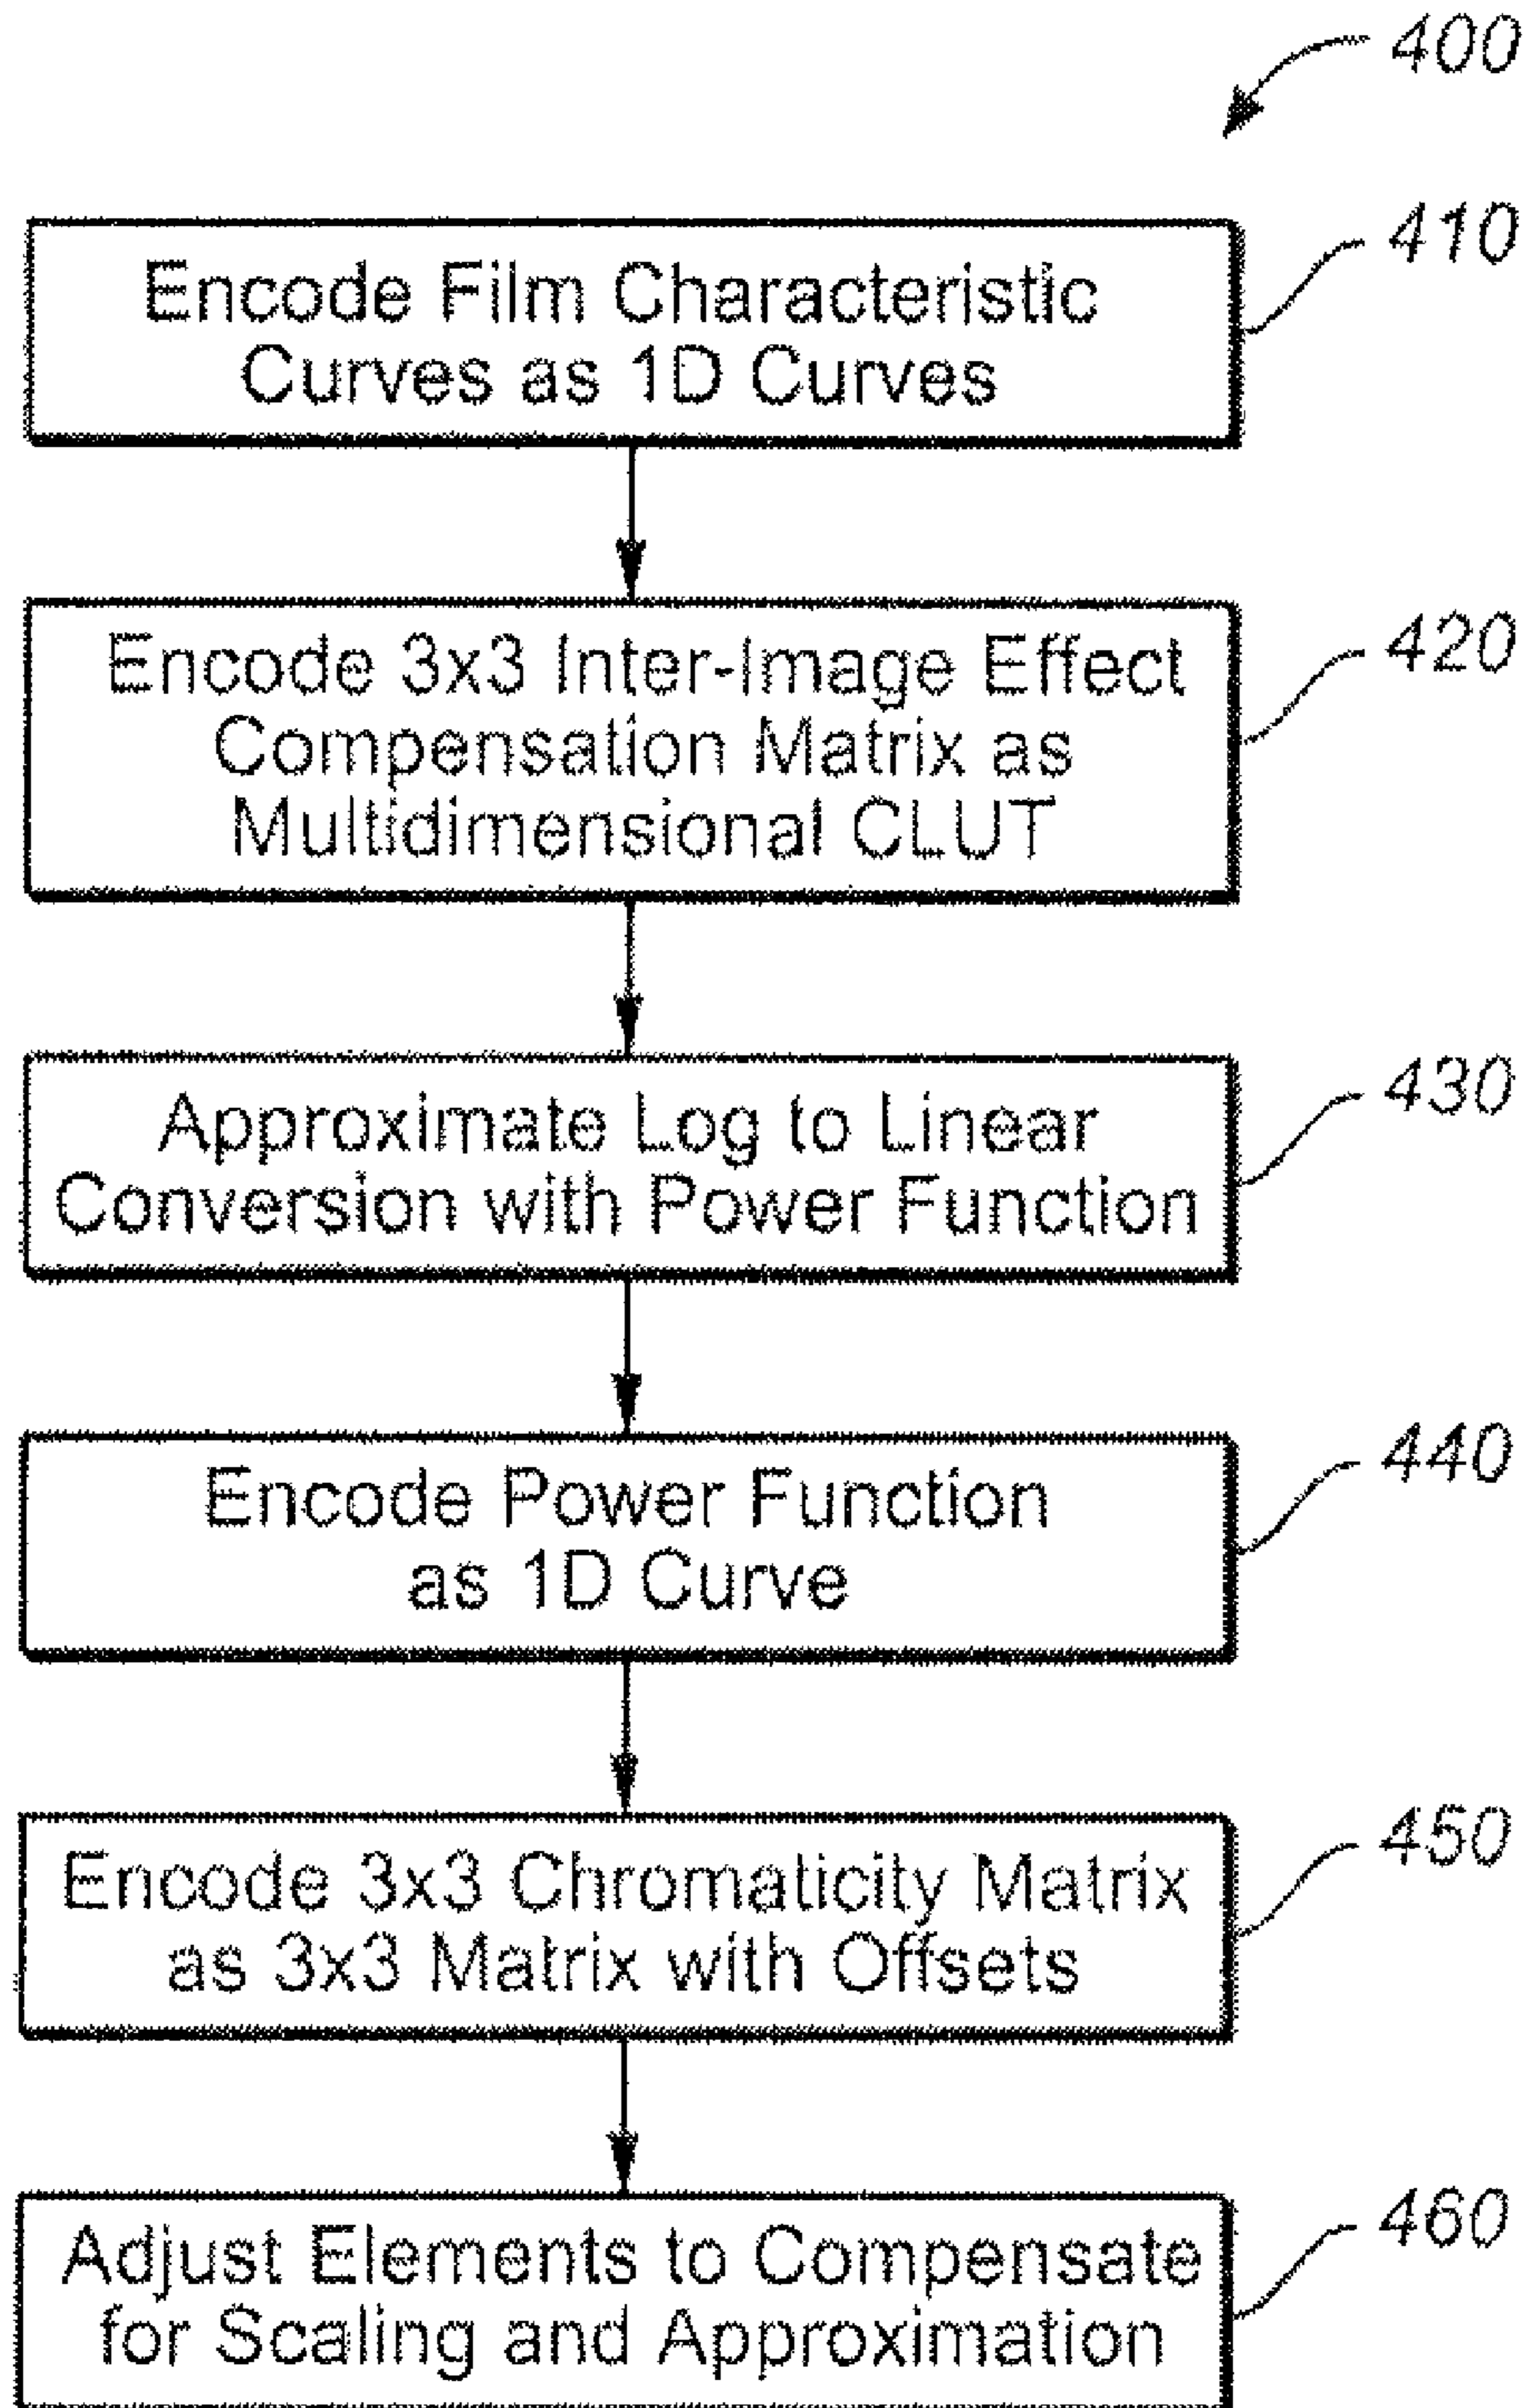 400
410
Encode Film Characteristic
Curves as 1D Curves
420
Encode 3x3 Inter-Image Effect
Compensation Matrix as
Multidimensional CLUT
430
Approximate Log to Linear
Conversion with Power Function
440
Encode Power Function
as 1D Curve
450
Encode 3x3 Chromaticity Matrix
as 3x3 Matrix with Offsets
460
Adjust Elements to Compensate
for Scaling and Approximation